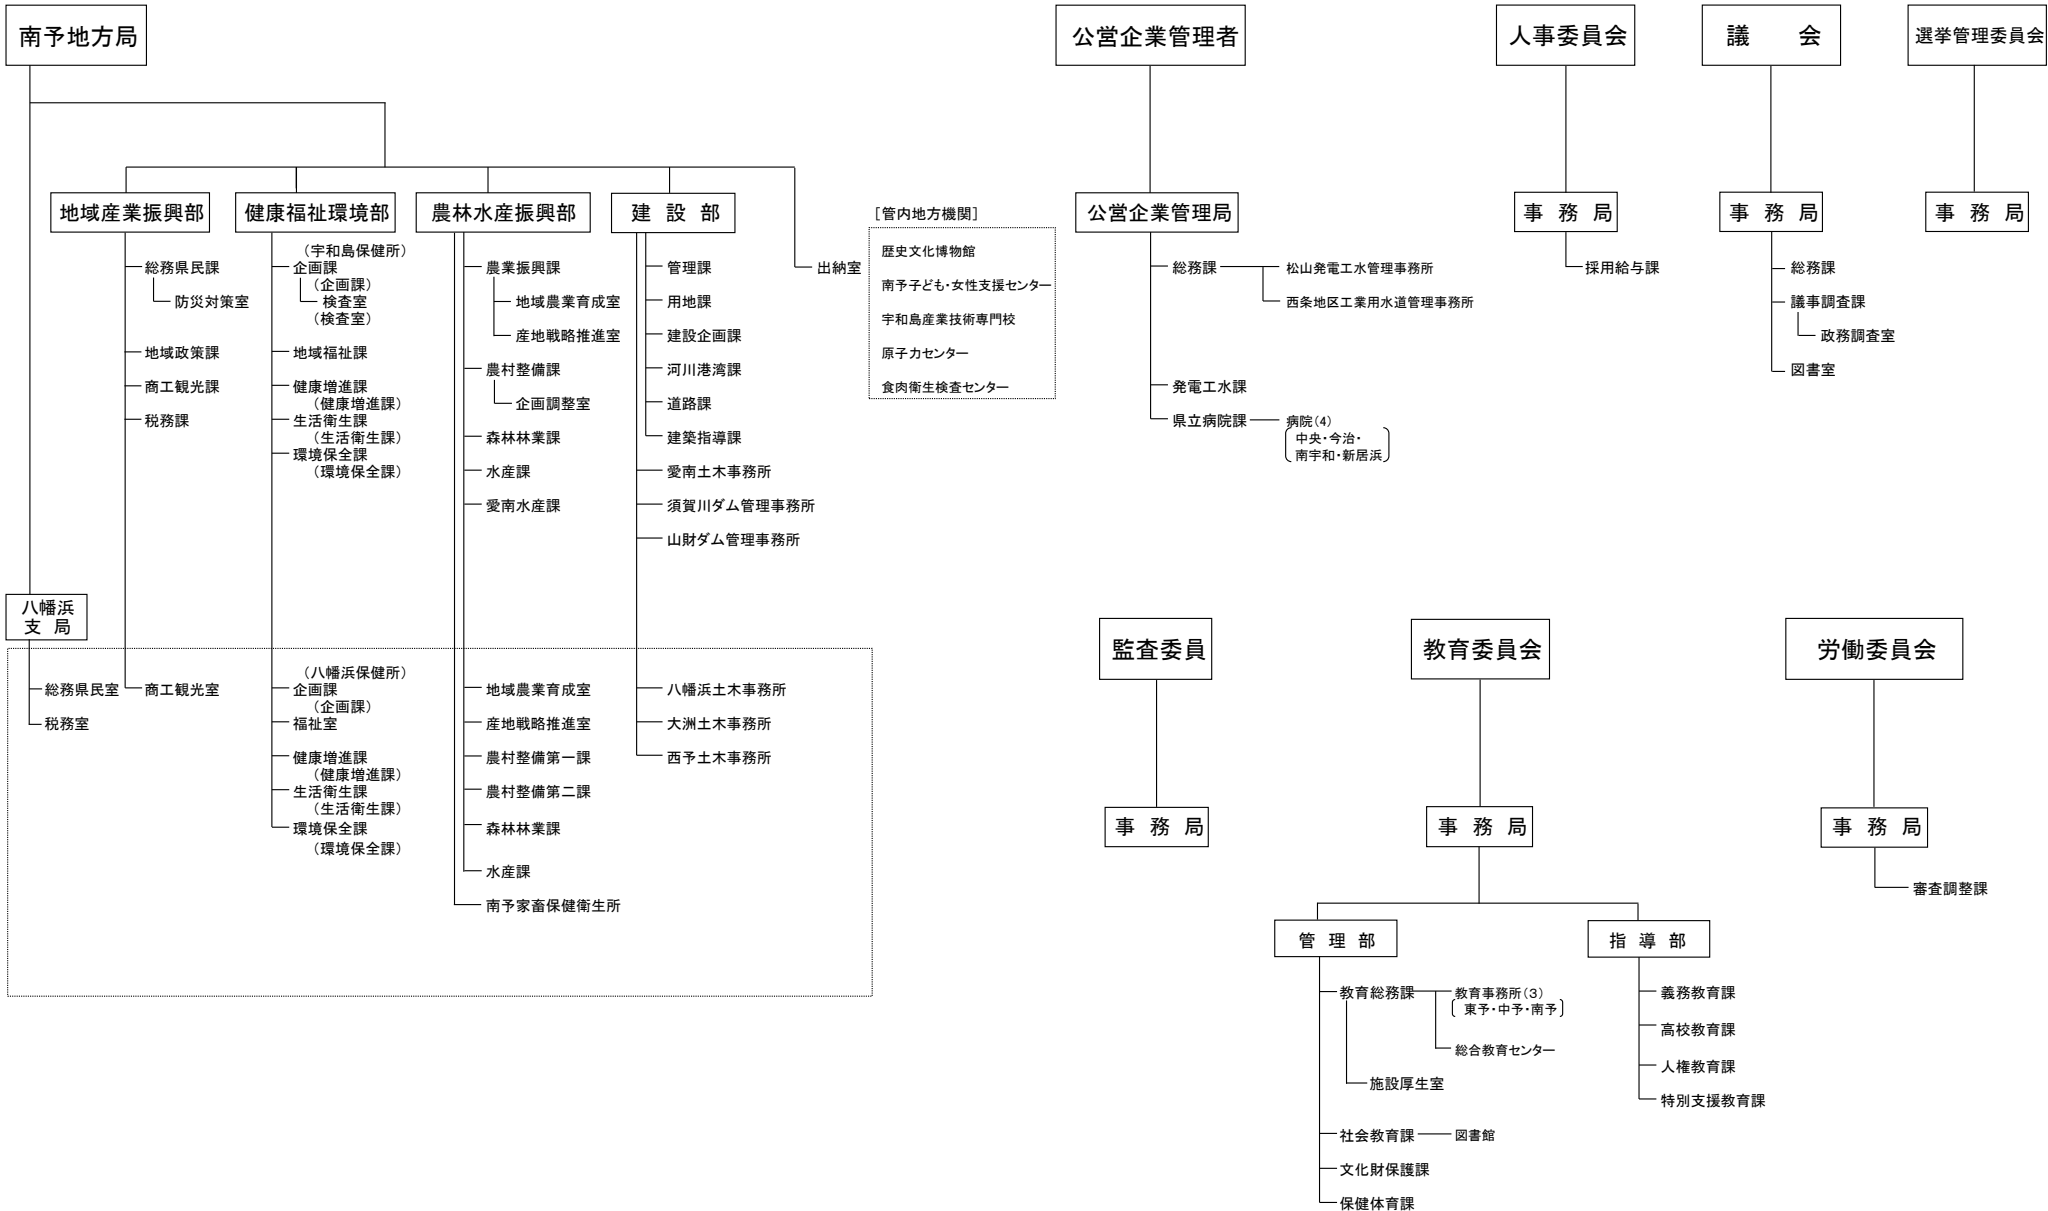 南予地方局
地域産業振興部
総務県民課
防災対策室
地域政策課
商工観光課
税務課
健康福祉環境部
（宇和島保健所）
企画課
（企画課）
検査室
（検査室）
地域福祉課
健康増進課
（健康増進課）
生活衛生課
（生活衛生課）
環境保全課
（環境保全課）
農林水産振興部
農業振興課
地域農業育成室
産地戦略推進室
農村整備課
企画調整室
森林林業課
水産課
愛南水産課
建 設 部
管理課
用地課
建設企画課
河川港湾課
道路課
建築指導課
愛南土木事務所
須賀川ダム管理事務所
山財ダム管理事務所
出納室
［管内地方機関］
歴史文化博物館
南予子ども・女性支援センター
宇和島産業技術専門校
原子力センター
食肉衛生検査センター
八幡浜
支 局
総務県民室
税務室
商工観光室
（八幡浜保健所）
企画課
（企画課）
福祉室
健康増進課
（健康増進課）
生活衛生課
（生活衛生課）
環境保全課
（環境保全課）
地域農業育成室
産地戦略推進室
農村整備第一課
農村整備第二課
森林林業課
水産課
南予家畜保健衛生所
八幡浜土木事務所
大洲土木事務所
西予土木事務所
公営企業管理者
公営企業管理局
総務課
松山発電工水管理事務所
西条地区工業用水道管理事務所
発電工水課
県立病院課
病院（4）
中央・今治・
南宇和・新居浜
人事委員会
事 務 局
採用給与課
議 会
事 務 局
総務課
議事調査課
政務調査室
図書室
選挙管理委員会
事 務 局
監査委員
事 務 局
教育委員会
事 務 局
管 理 部
教育総務課
教育事務所（3）
東予・中予・南予
総合教育センター
施設厚生室
社会教育課
図書館
文化財保護課
保健体育課
指 導 部
義務教育課
高校教育課
人権教育課
特別支援教育課
労働委員会
事 務 局
審査調整課